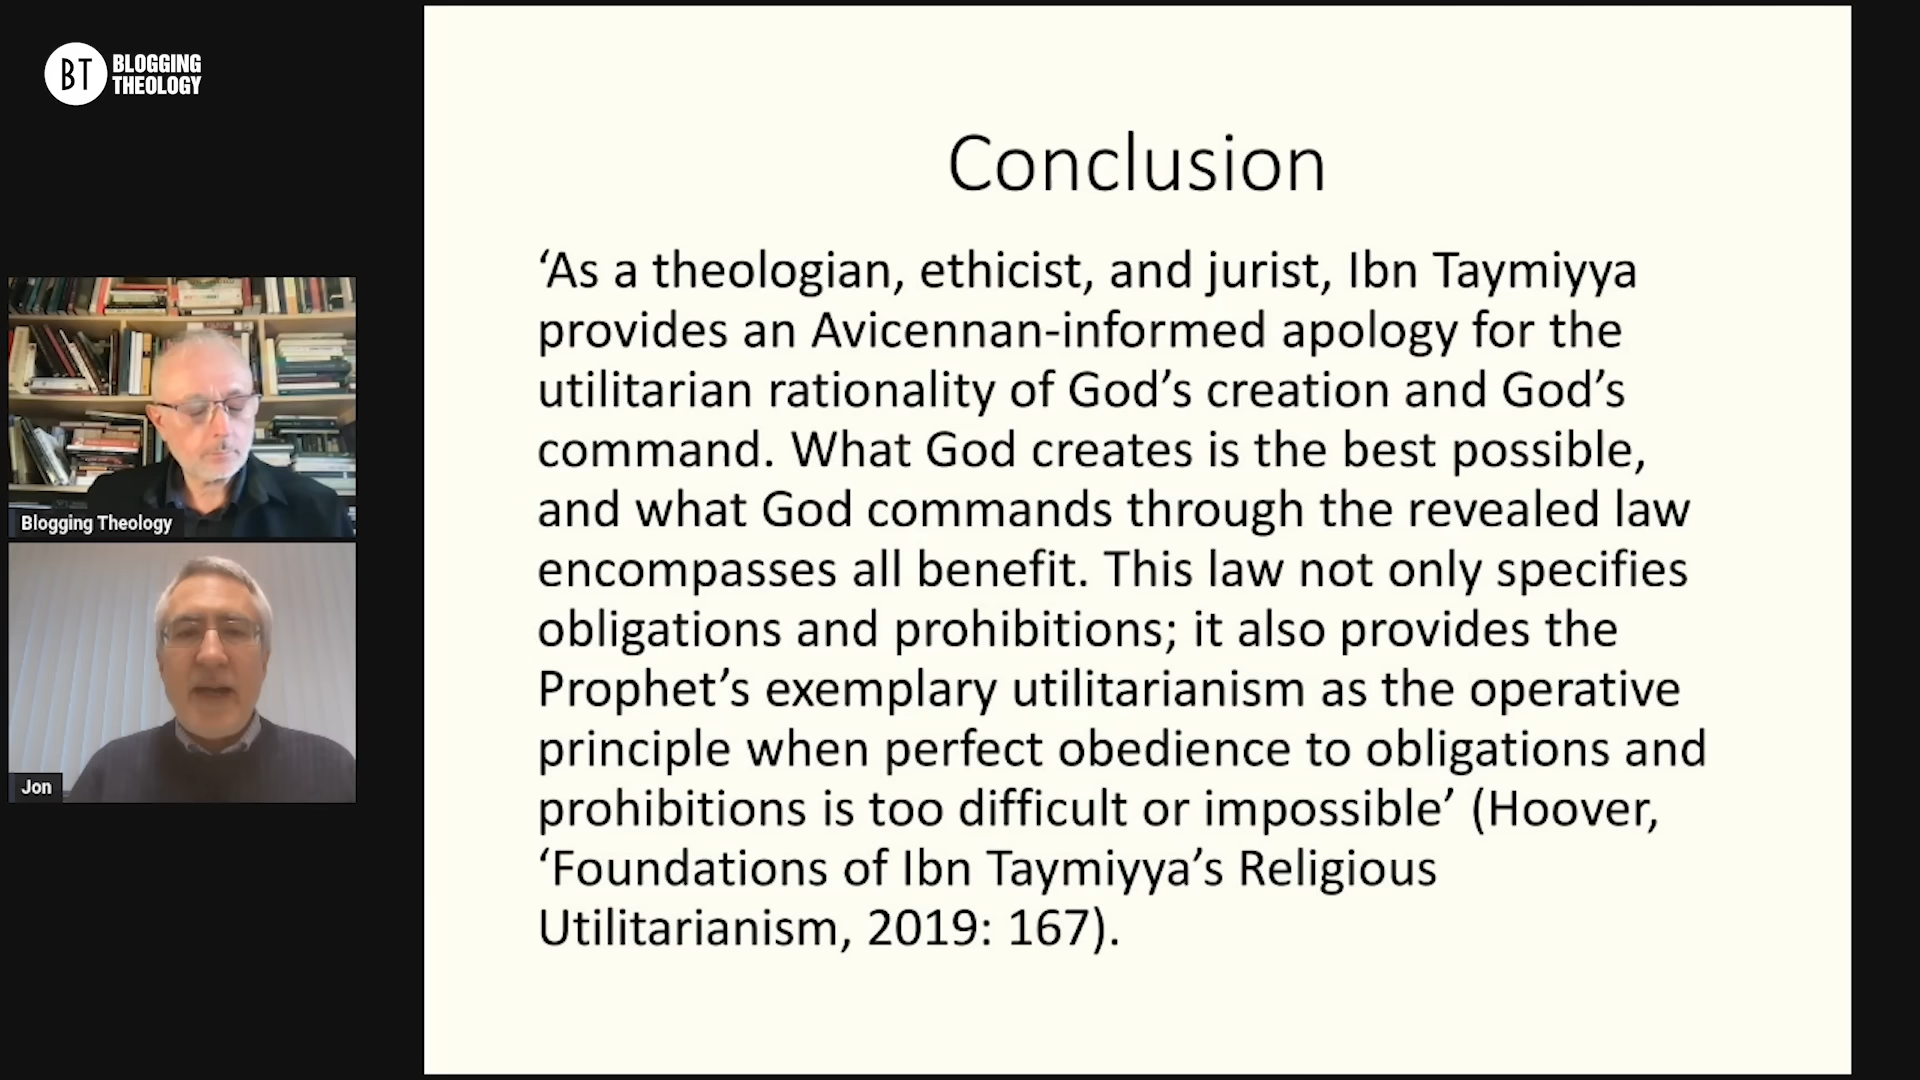 BT
BLOGGING
THEOLOGY
Blogging Theology
Jon
Conclusion
‘As a theologian, ethicist, and jurist, Ibn Taymiyya
provides an Avicennan-informed apology for the
utilitarian rationality of God’s creation and God’s
command. What God creates is the best possible,
and what God commands through the revealed law
encompasses all benefit. This law not only specifies
obligations and prohibitions; it also provides the
Prophet’s exemplary utilitarianism as the operative
principle when perfect obedience to obligations and
prohibitions is too difficult or impossible’ (Hoover,
‘Foundations of Ibn Taymiyya’s Religious
Utilitarianism, 2019: 167).